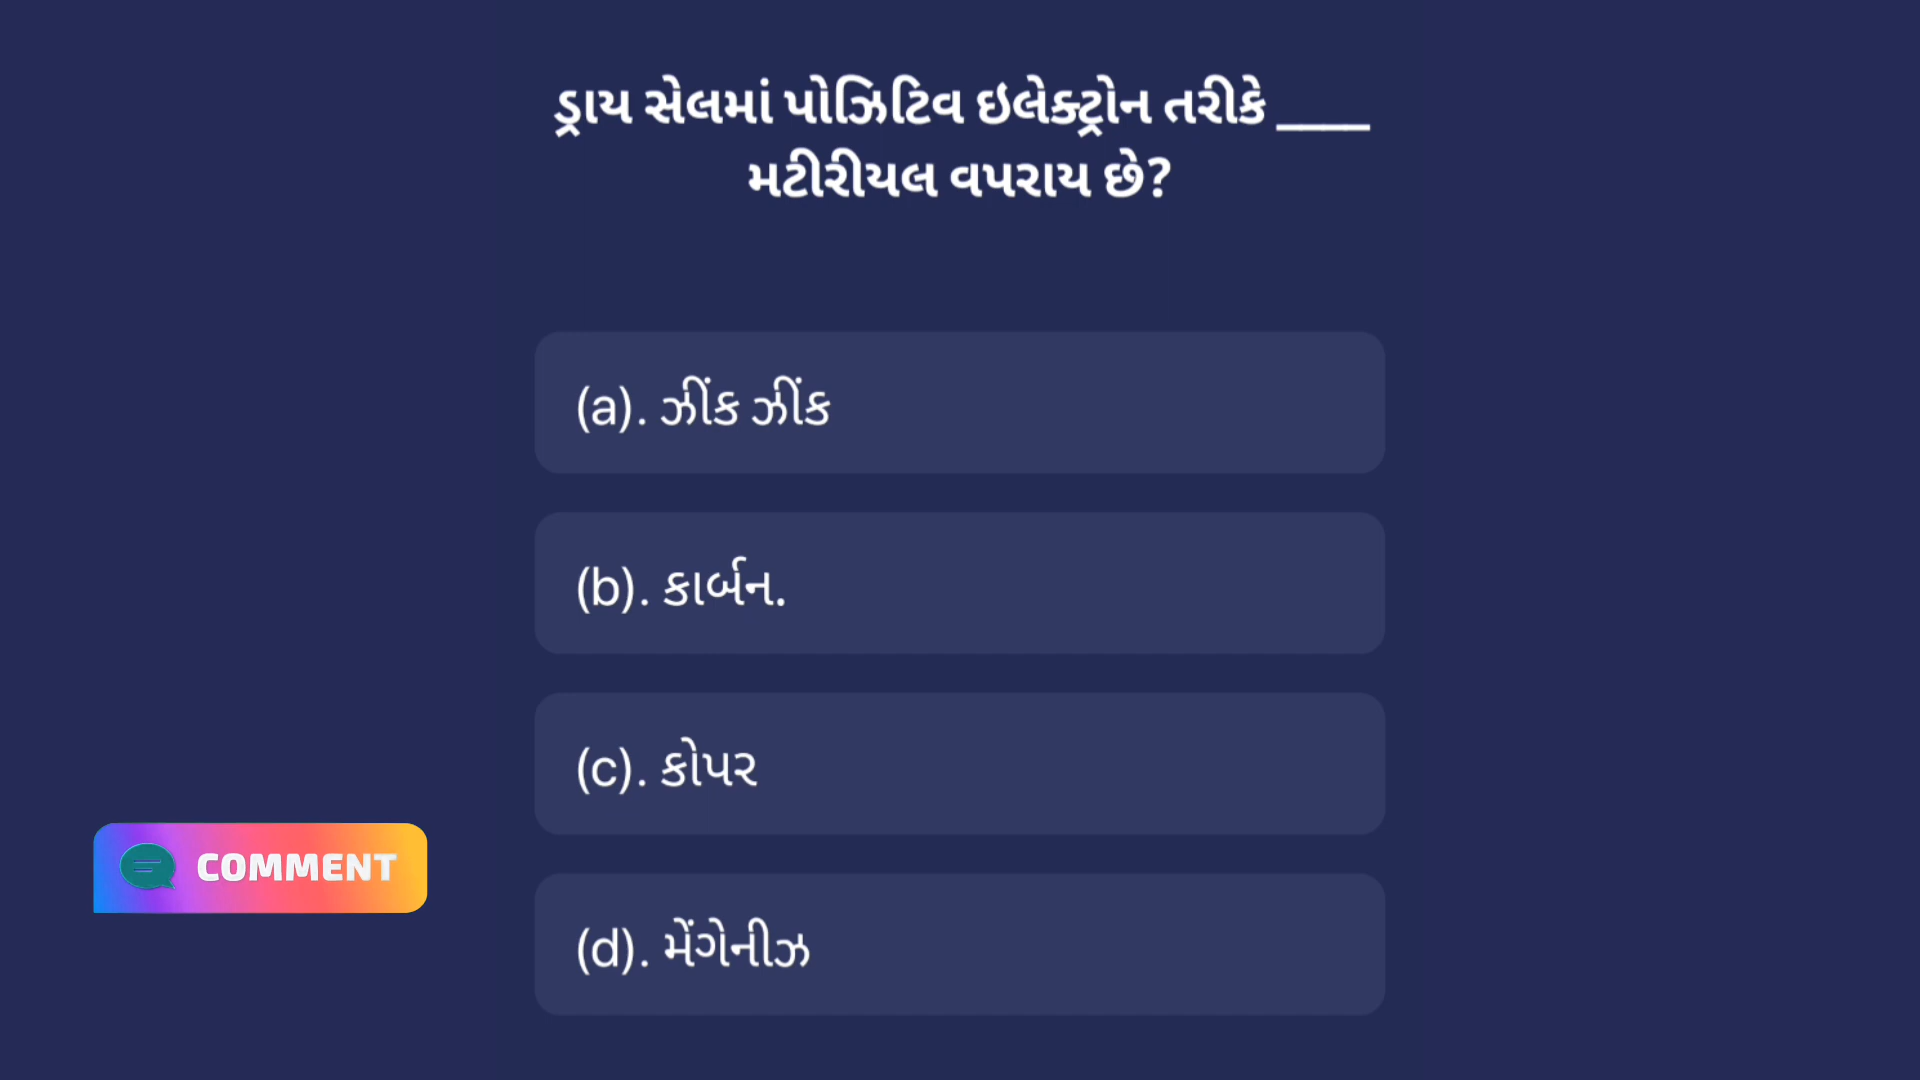 ડ્રાય સેલમાં પોઝિટિવ ઇલેક્ટ્રોન તરીકે ____
મટીરીયલ વપરાય છે?
(a). ઝીંક ઝીંક
(b). કાર્બન.
(c). કોપર
(d). મેંગેનીઝ
COMMENT